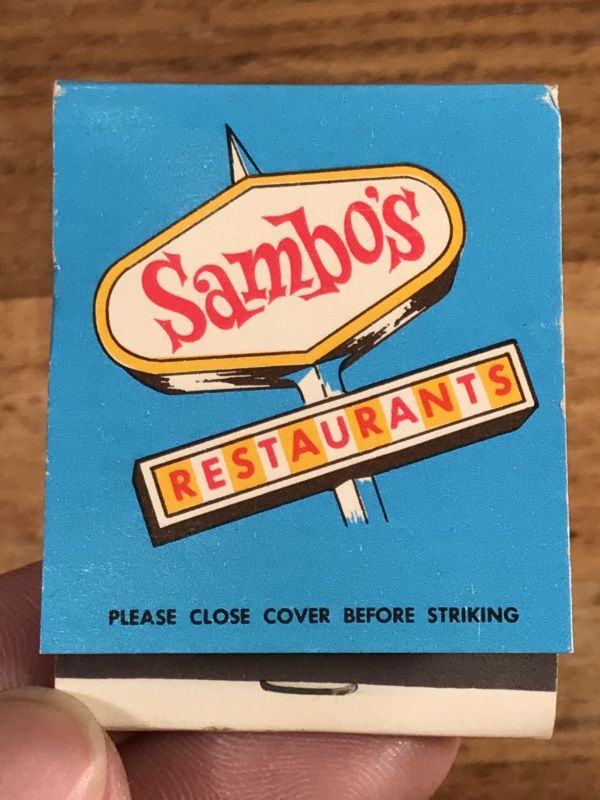 Sambo's
RESTAURANTS
PLEASE CLOSE COVER BEFORE STRIKING